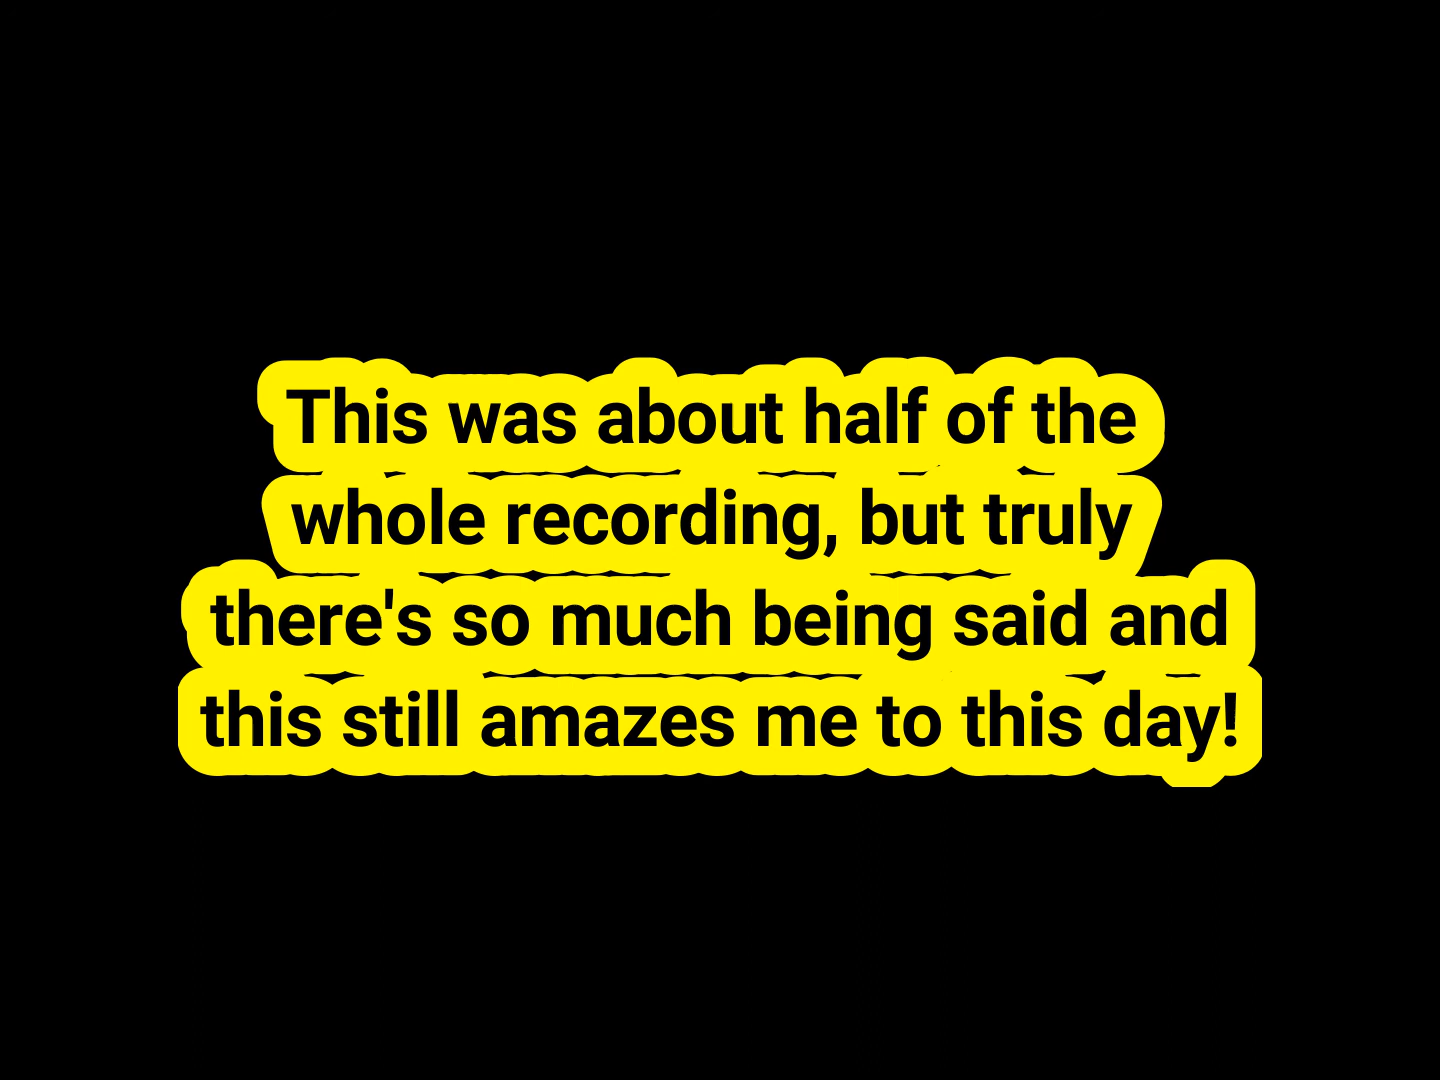 This was about half of the
whole recording, but truly
there's so much being said and
this still amazes me to this day!